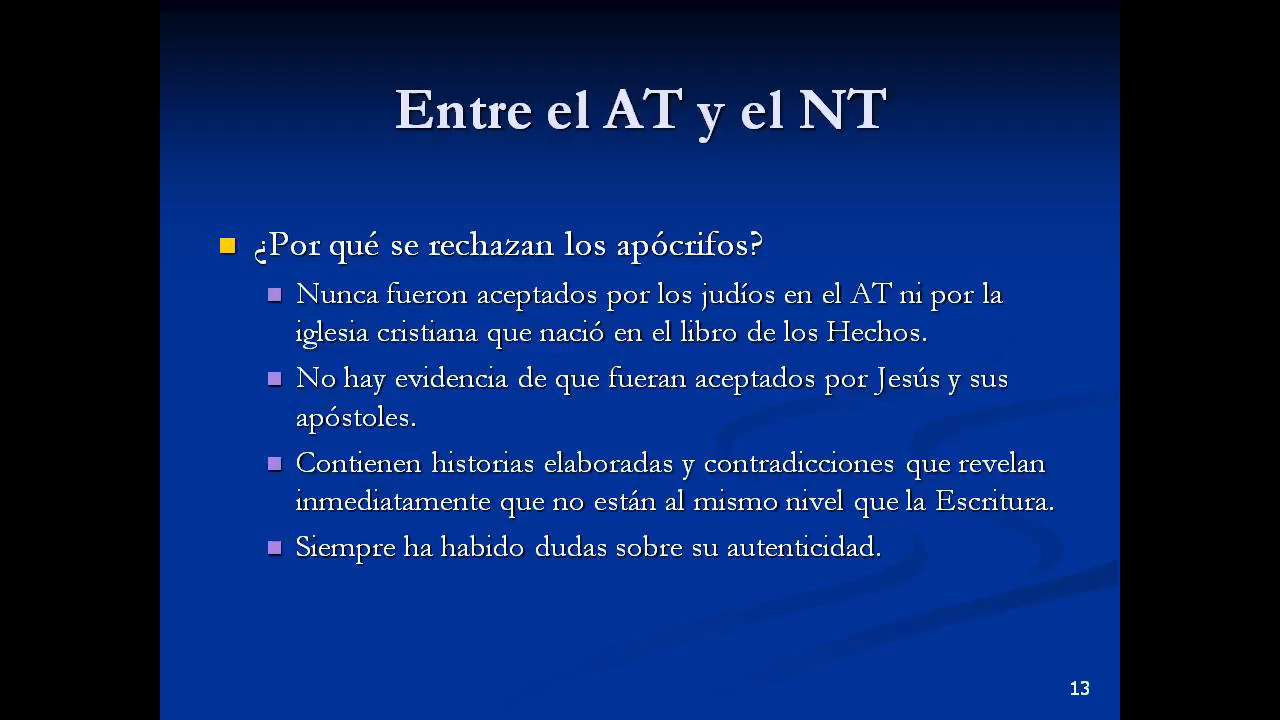 Entre el AT y el NT
¿Por qué se rechazan los apócrifos?
Nunca fueron aceptados por los judíos en el AT ni por la
iglesia cristiana que nació en el libro de los Hechos.
No hay evidencia de que fueran aceptados por Jesús y sus
apóstoles.
Contienen historias elaboradas y contradicciones que revelan
inmediatamente que no están al mismo nivel que la Escritura.
Siempre ha habido dudas sobre su autenticidad.
13